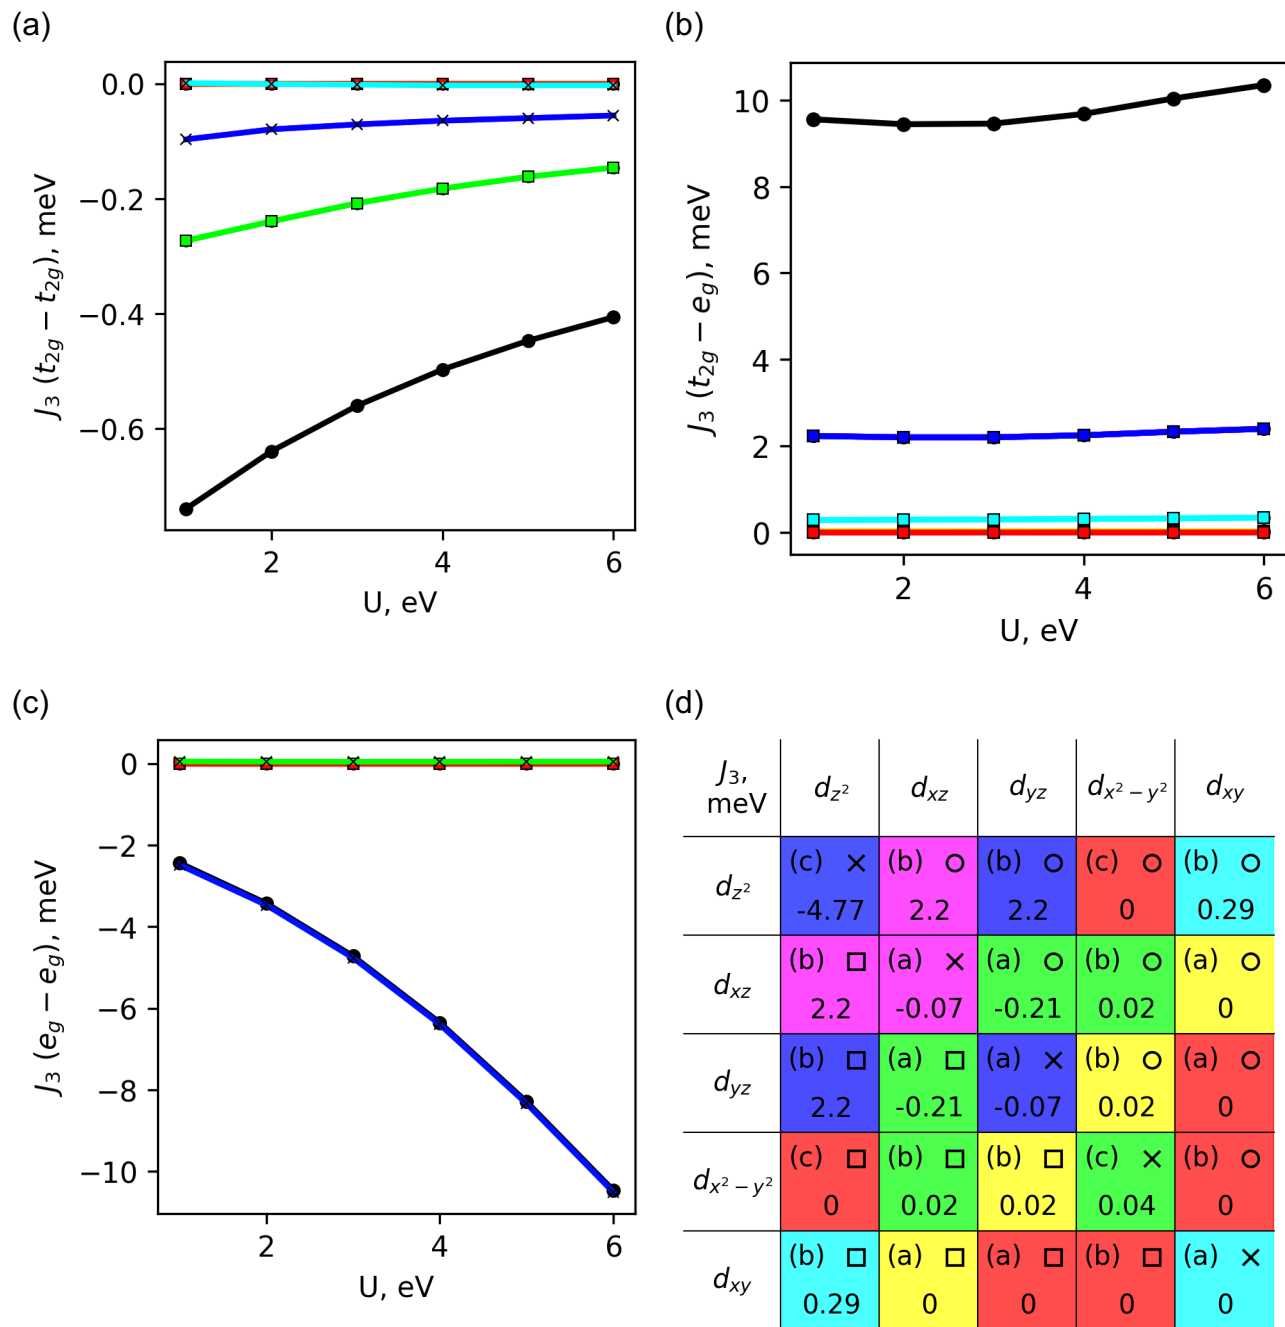 (a)
0.0
−0.2
−0.4
−0.6
J₃ (t₂g − t₂g), meV
2
4
6
U, eV
(b)
10
8
6
4
2
0
J₃ (t₂g − eg), meV
2
4
6
U, eV
(c)
0
−2
−4
−6
−8
−10
J₃ (eg − eg), meV
2
4
6
U, eV
(d)
J₃, meV dz² dxz dyz dx²−y² dxy
dz² (c) × (b) ○ (b) ○ (c) ○ (b) ○
-4.77 2.2 2.2 0 0.29
dxz (b) □ (a) × (a) ○ (b) ○ (a) ○
2.2 -0.07 -0.21 0.02 0
dyz (b) □ (a) □ (a) × (b) ○ (a) ○
2.2 -0.21 -0.07 0.02 0
dx²−y² (c) □ (b) □ (b) □ (c) × (b) ○
0 0.02 0.02 0.04 0
dxy (b) □ (a) □ (a) □ (b) □ (a) ×
0.29 0 0 0 0